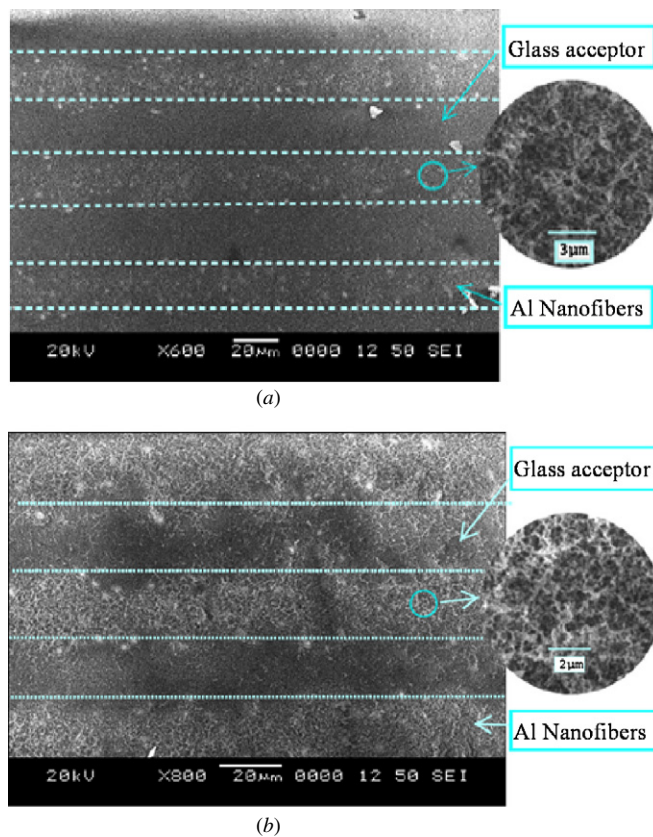 Glass acceptor
3µm
Al Nanofibers
20kV X600 20µm 0000 12 50 SEI
(a)
Glass acceptor
2µm
Al Nanofibers
20kV X800 20µm 0000 12 50 SEI
(b)